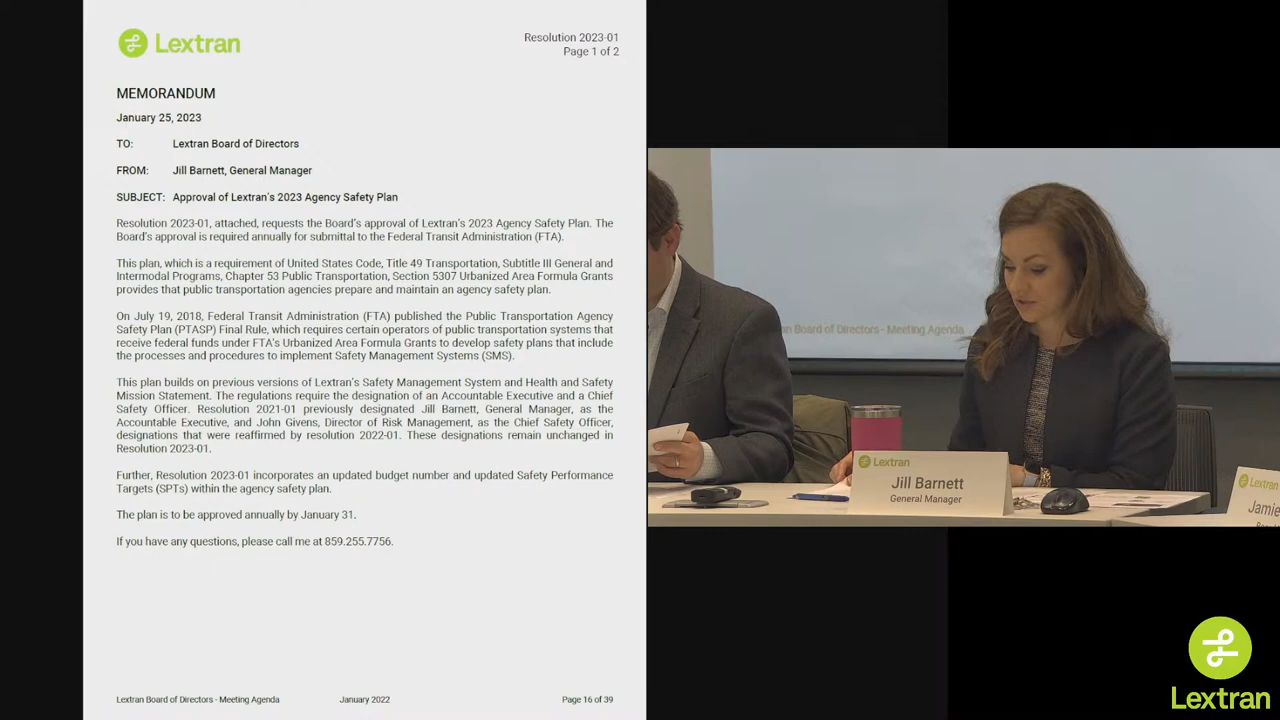 Lextran
Resolution 2023-01
Page 1 of 2
MEMORANDUM
January 25, 2023
TO: Lextran Board of Directors
FROM: Jill Barnett, General Manager
SUBJECT: Approval of Lextran's 2023 Agency Safety Plan
Resolution 2023-01, attached, requests the Board's approval of Lextran's 2023 Agency Safety Plan. The
Board's approval is required annually for submittal to the Federal Transit Administration (FTA).
This plan, which is a requirement of United States Code, Title 49 Transportation, Subtitle III General and
Intermodal Programs, Chapter 53 Public Transportation, Section 5307 Urbanized Area Formula Grants
provides that public transportation agencies prepare and maintain an agency safety plan.
On July 19, 2018, Federal Transit Administration (FTA) published the Public Transportation Agency
Safety Plan (PTASP) Final Rule, which requires certain operators of public transportation systems that
receive federal funds under FTA's Urbanized Area Formula Grants to develop safety plans that include
the processes and procedures to implement Safety Management Systems (SMS).
This plan builds on previous versions of Lextran's Safety Management System and Health and Safety
Mission Statement. The regulations require the designation of an Accountable Executive and a Chief
Safety Officer. Resolution 2021-01 previously designated Jill Barnett, General Manager, as the
Accountable Executive, and John Givens, Director of Risk Management, as the Chief Safety Officer,
designations that were reaffirmed by resolution 2022-01. These designations remain unchanged in
Resolution 2023-01.
Further, Resolution 2023-01 incorporates an updated budget number and updated Safety Performance
Targets (SPTs) within the agency safety plan.
The plan is to be approved annually by January 31.
If you have any questions, please call me at 859.255.7756.
Lextran Board of Directors - Meeting Agenda January 2022 Page 16 of 39
Board of Directors - Meeting Agenda
Lextran
Jill Barnett
General Manager
Lextran
Jamie
Lextran